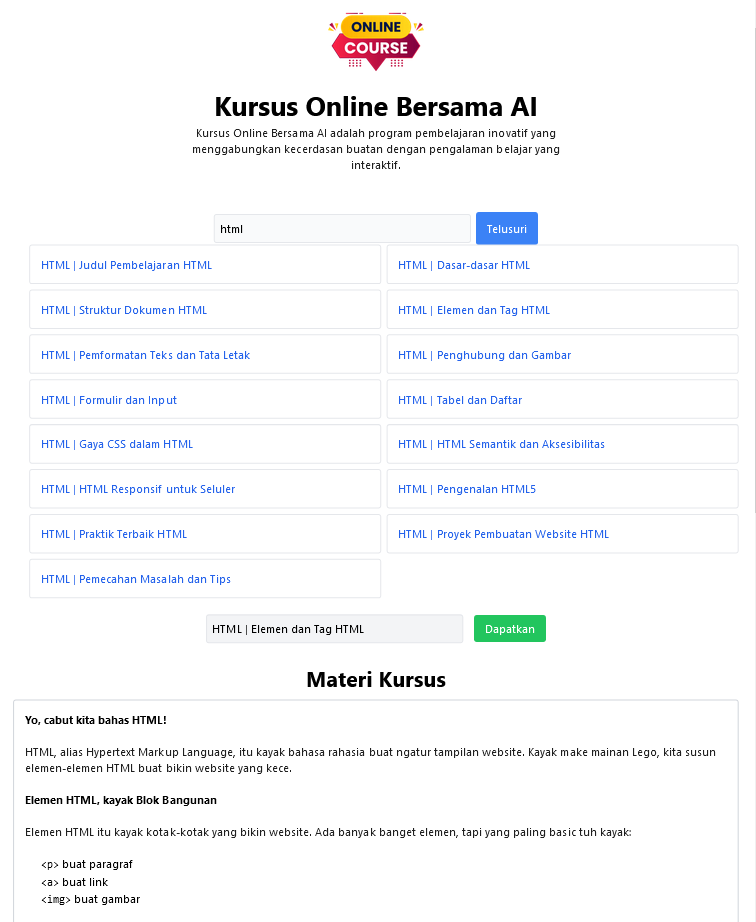 ONLINE
COURSE
Kursus Online Bersama AI
Kursus Online Bersama AI adalah program pembelajaran inovatif yang
menggabungkan kecerdasan buatan dengan pengalaman belajar yang
interaktif.
html
Telusuri
HTML | Judul Pembelajaran HTML
HTML | Dasar-dasar HTML
HTML | Struktur Dokumen HTML
HTML | Elemen dan Tag HTML
HTML | Pemformatan Teks dan Tata Letak
HTML | Penghubung dan Gambar
HTML | Formulir dan Input
HTML | Tabel dan Daftar
HTML | Gaya CSS dalam HTML
HTML | HTML Semantik dan Aksesibilitas
HTML | HTML Responsif untuk Seluler
HTML | Pengenalan HTML5
HTML | Praktik Terbaik HTML
HTML | Proyek Pembuatan Website HTML
HTML | Pemecahan Masalah dan Tips
HTML | Elemen dan Tag HTML
Dapatkan
Materi Kursus
Yo, cabut kita bahas HTML!
HTML, alias Hypertext Markup Language, itu kayak bahasa rahasia buat ngatur tampilan website. Kayak make mainan Lego, kita susun
elemen-elemen HTML buat bikin website yang kece.
Elemen HTML, kayak Blok Bangunan
Elemen HTML itu kayak kotak-kotak yang bikin website. Ada banyak banget elemen, tapi yang paling basic tuh kayak:
<p> buat paragraf
<a> buat link
<img> buat gambar